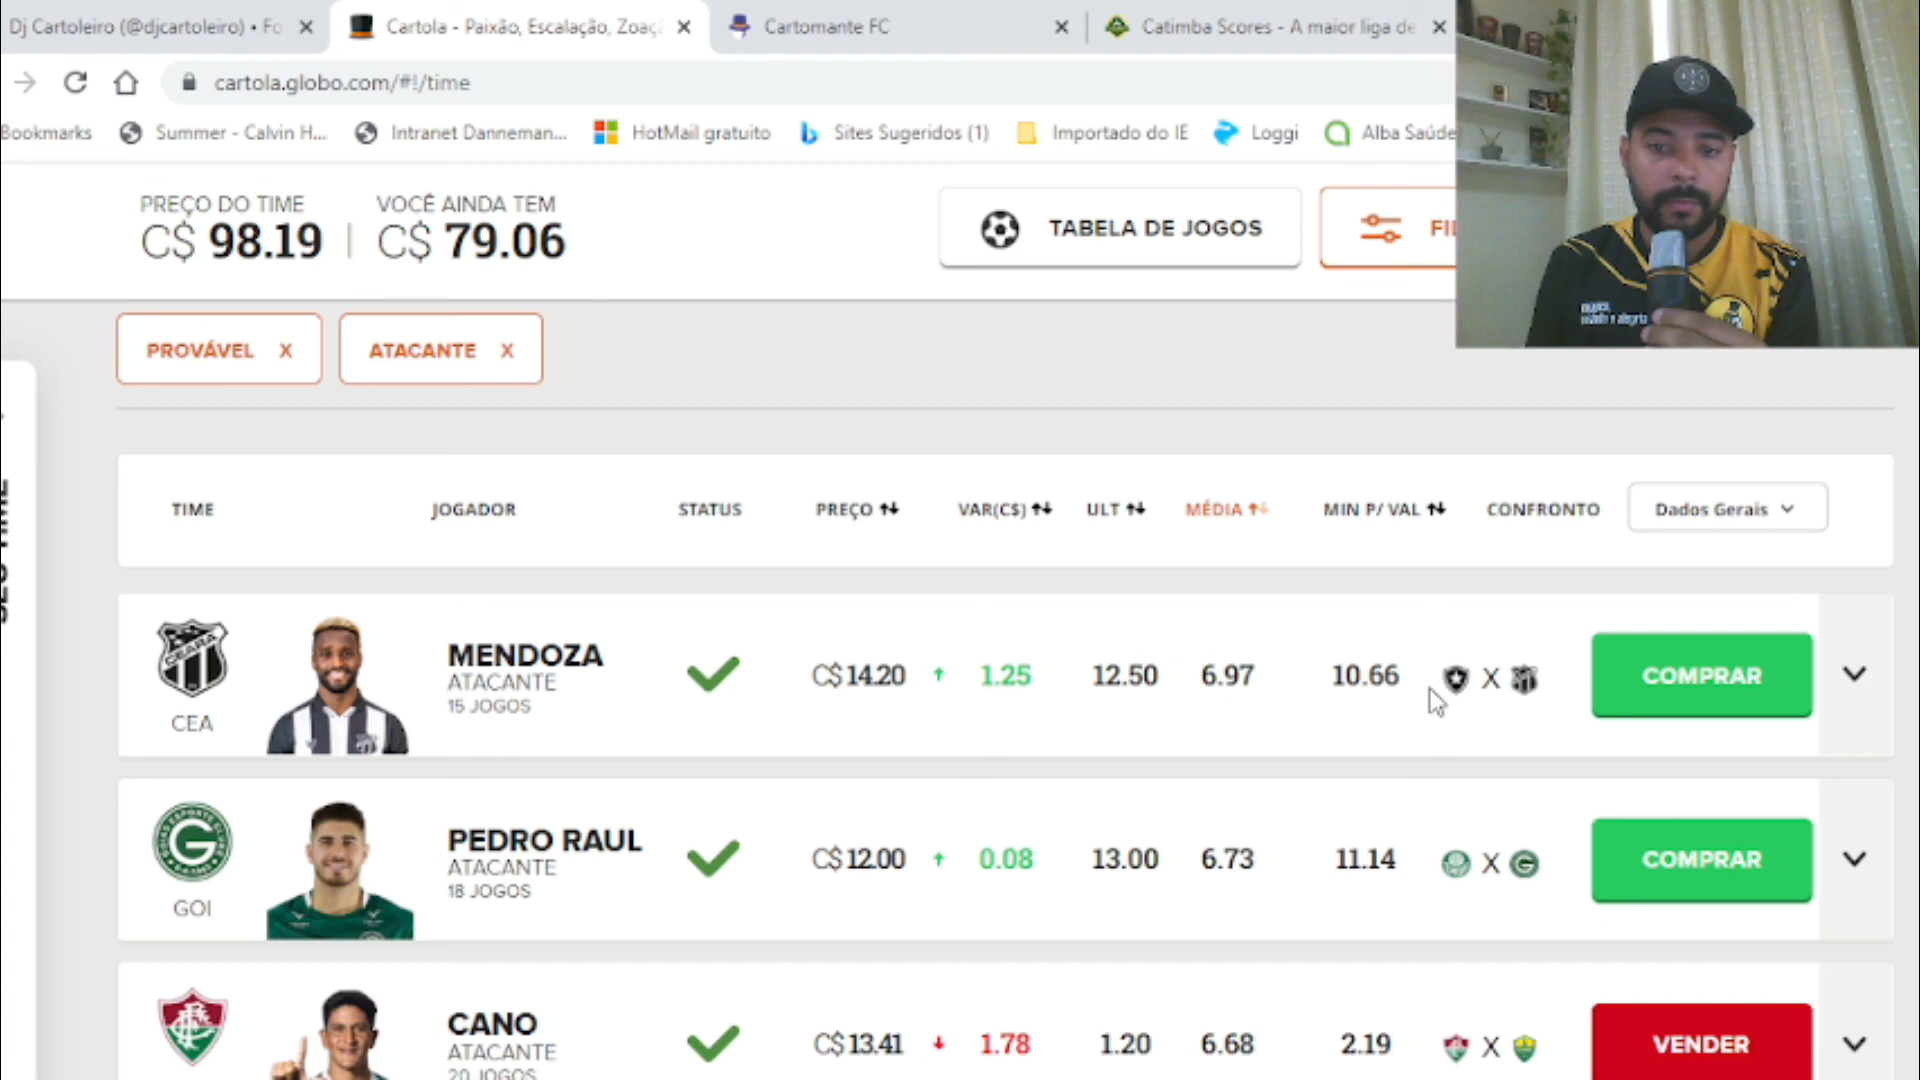 Dj Cartoleiro (@djcartoleiro) • Fo
Cartola - Paixão, Escalação, Zoaç
Cartomante FC
Catimba Scores - A maior liga de
cartola.globo.com/#!/time
Bookmarks
Summer - Calvin H...
Intranet Danneman...
HotMail gratuito
Sites Sugeridos (1)
Importado do IE
Loggi
Alba Saúde
PREÇO DO TIME
C$ 98.19
VOCÊ AINDA TEM
C$ 79.06
TABELA DE JOGOS
FIL
PROVÁVEL X
ATACANTE X
TIME JOGADOR STATUS PREÇO VAR(C$) ULT MÉDIA MIN P/ VAL CONFRONTO Dados Gerais
CEARÁ
CEA
MENDOZA
ATACANTE
15 JOGOS
C$ 14.20 1.25 12.50 6.97 10.66 X COMPRAR
GOI
PEDRO RAUL
ATACANTE
18 JOGOS
C$ 12.00 0.08 13.00 6.73 11.14 X COMPRAR
CANO
ATACANTE
20 JOGOS
C$ 13.41 1.78 1.20 6.68 2.19 X VENDER